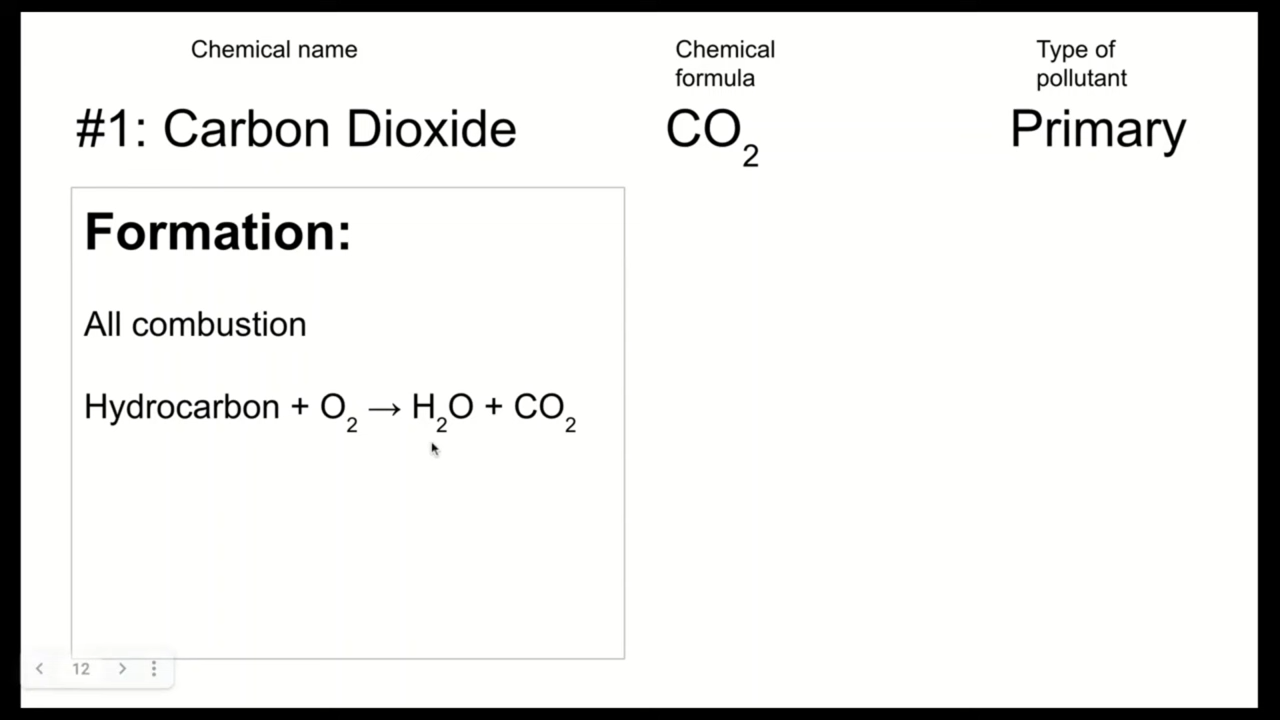 Chemical name
Chemical
formula
Type of
pollutant
#1: Carbon Dioxide
CO₂
Primary
Formation:
All combustion
Hydrocarbon + O₂ → H₂O + CO₂
12